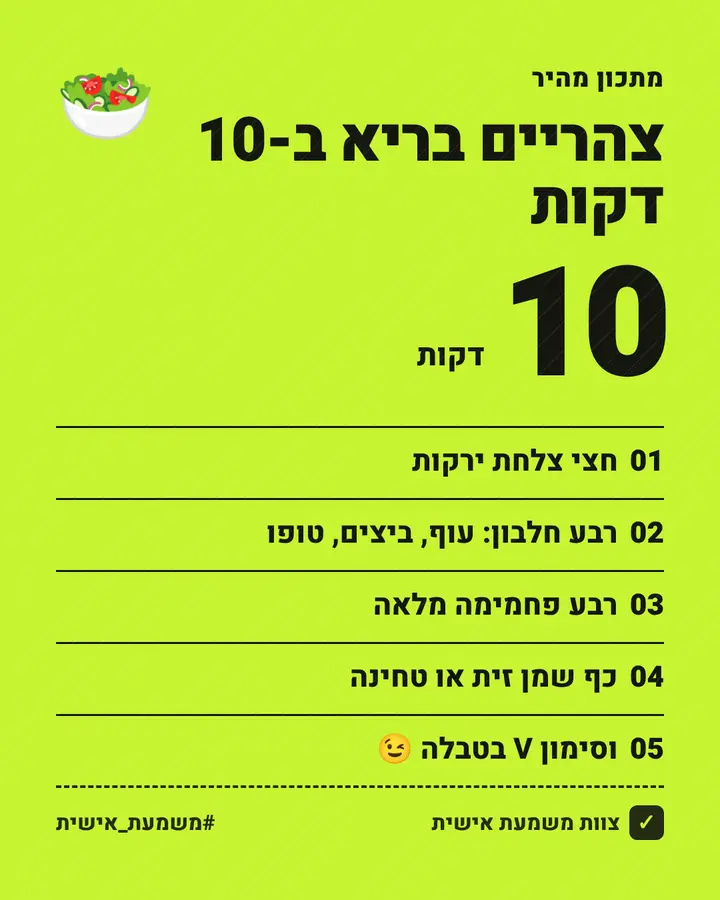 מתכון מהיר
צהריים בריא ב-10
דקות
10 דקות
01 חצי צלחת ירקות
02 רבע חלבון: עוף, ביצים, טופו
03 רבע פחמימה מלאה
04 כף שמן זית או טחינה
05 וסימון V בטבלה 😉
✓ צוות משמעת אישית
#משמעת_אישית